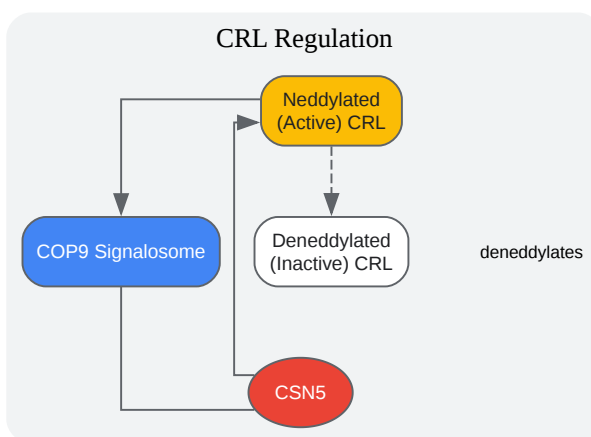 CRL Regulation
Neddylated
(Active) CRL
COP9 Signalosome
Deneddylated
(Inactive) CRL
deneddylates
CSN5